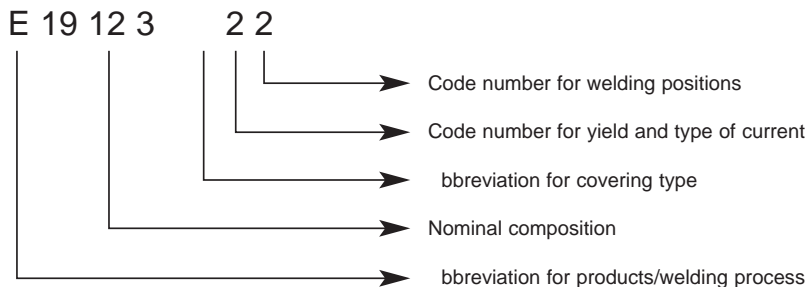 E 19 12 3 2 2
Code number for welding positions
Code number for yield and type of current
bbreviation for covering type
Nominal composition
bbreviation for products/welding process